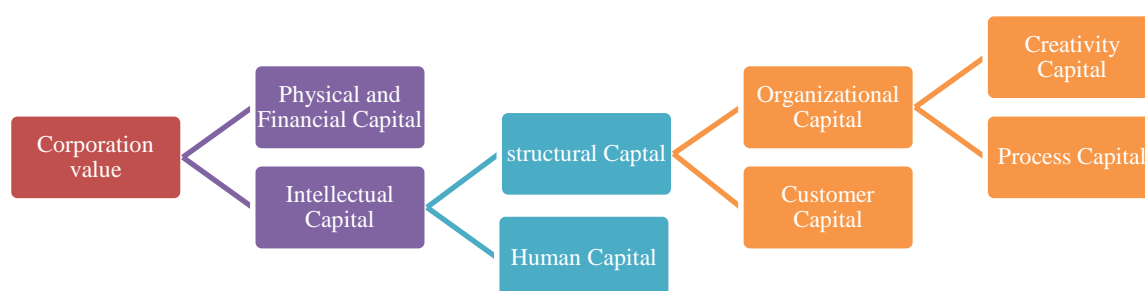 Corporation
value
Physical and
Financial Capital
Intellectual
Capital
structural Captal
Human Capital
Organizational
Capital
Customer
Capital
Creativity
Capital
Process Capital